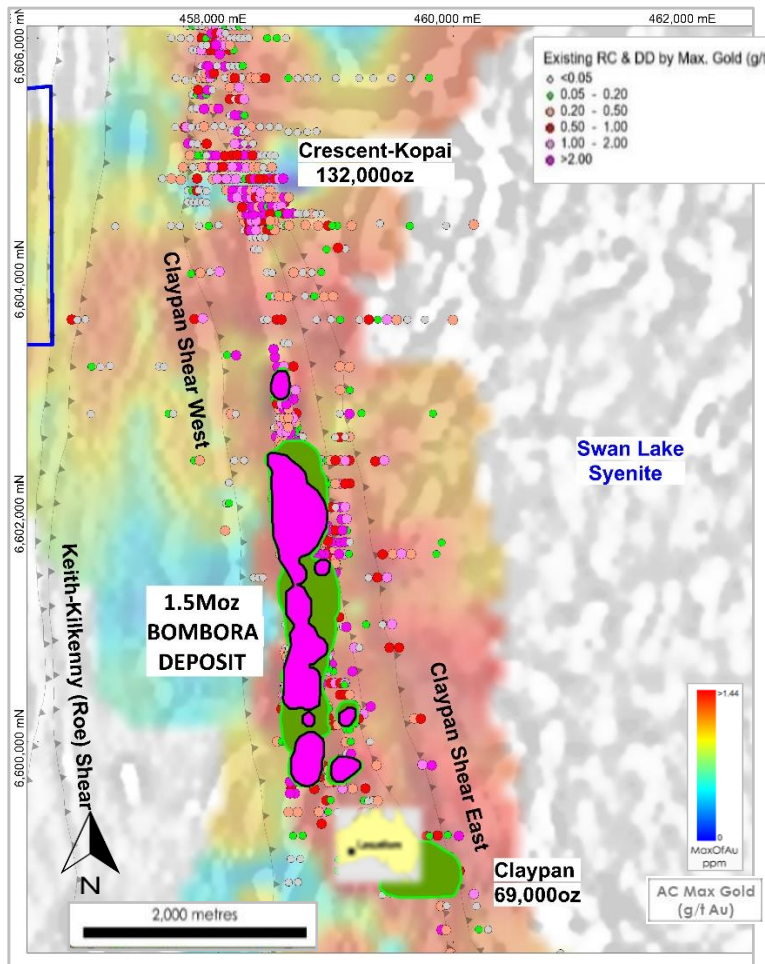 458,000 mE
460,000 mE
462,000 mE
6,606,000 mN
6,604,000 mN
6,602,000 mN
6,600,000 mN
Existing RC & DD by Max. Gold (g/t
<0.05
0.05 - 0.20
0.20 - 0.50
0.50 - 1.00
1.00 - 2.00
>2.00
Crescent-Kopai
132,000oz
Claypan Shear West
Swan Lake
Syenite
Keith-Kilkenny (Roe) Shear
1.5Moz
BOMBORA
DEPOSIT
Claypan Shear East
>1.44
0
MaxOfAu
ppm
Location
Claypan
69,000oz
AC Max Gold
(g/t Au)
N
2,000 metres